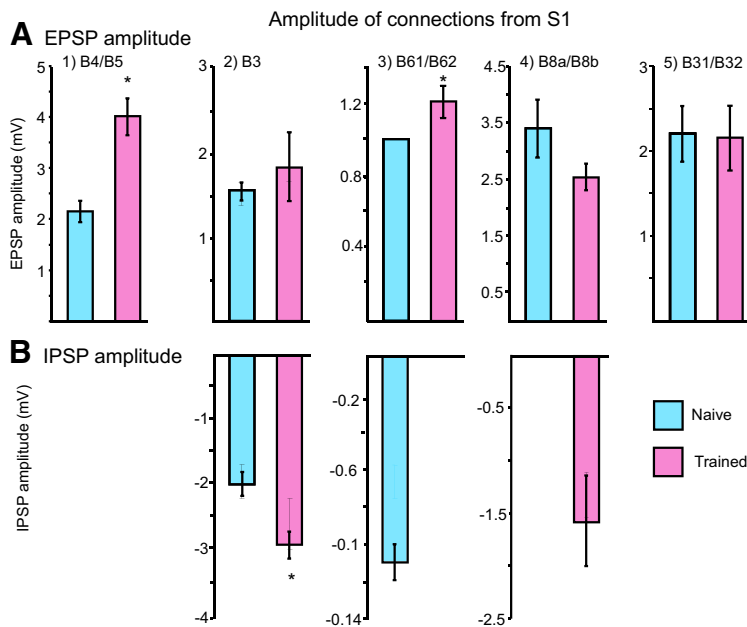 Amplitude of connections from S1
A EPSP amplitude
1) B4/B5
2) B3
3) B61/B62
4) B8a/B8b
5) B31/B32
EPSP amplitude (mV)
5
4
3
2
1
*
3
2
1
1.2
0.8
0.4
*
4.5
3.5
2.5
1.5
0.5
3
2
1
B IPSP amplitude
IPSP amplitude (mV)
-1
-2
-3
-4
*
-0.2
-0.6
-0.1
-0.14
-0.5
-1.5
-2.5
Naive
Trained